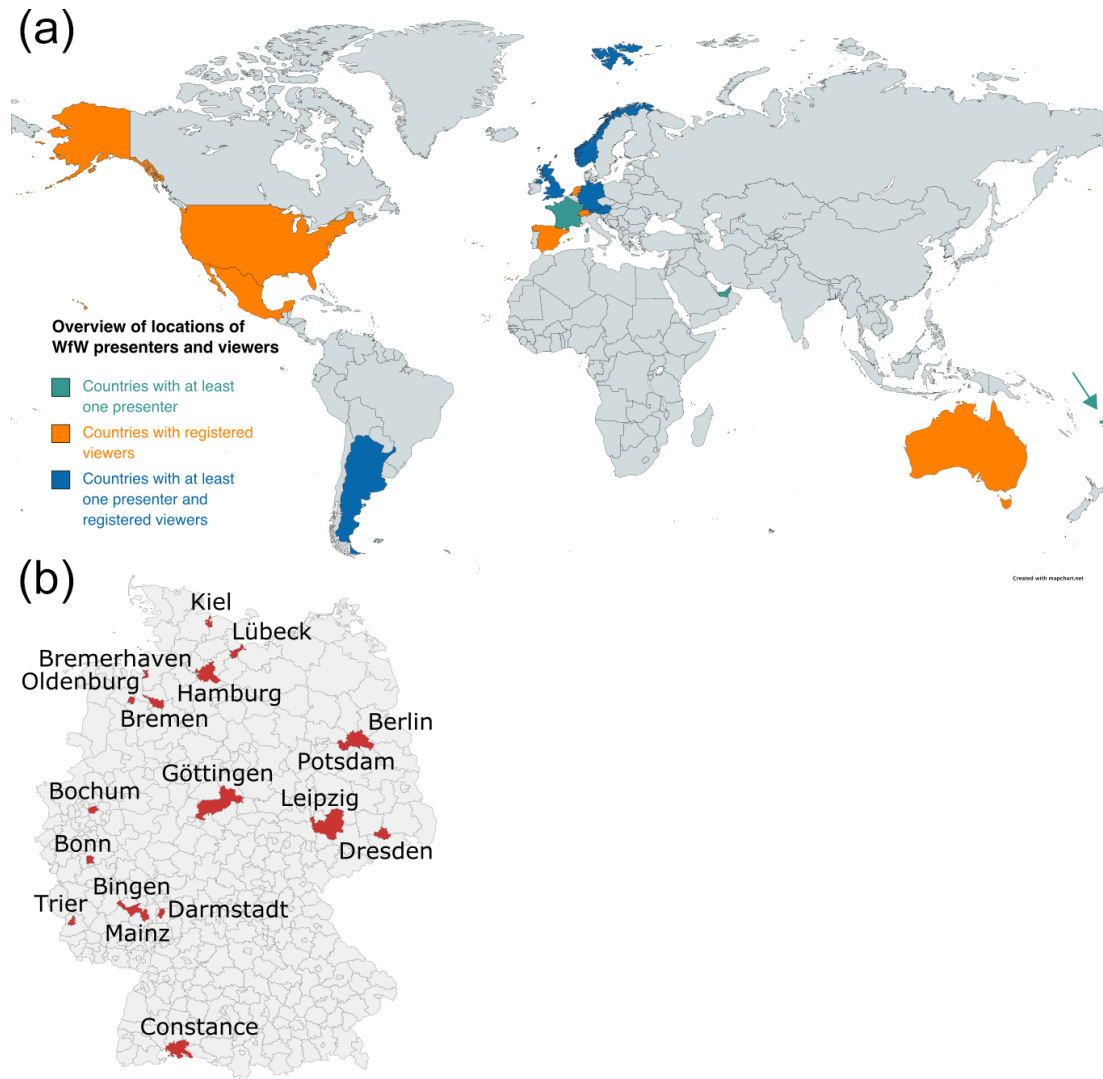 (a)
Overview of locations of
WfW presenters and viewers
Countries with at least
one presenter
Countries with registered
viewers
Countries with at least
one presenter and
registered viewers
Created with mapchart.net
(b)
Kiel
Lübeck
Bremerhaven
Oldenburg
Hamburg
Bremen
Berlin
Potsdam
Göttingen
Bochum
Leipzig
Bonn
Dresden
Bingen
Trier
Darmstadt
Mainz
Constance